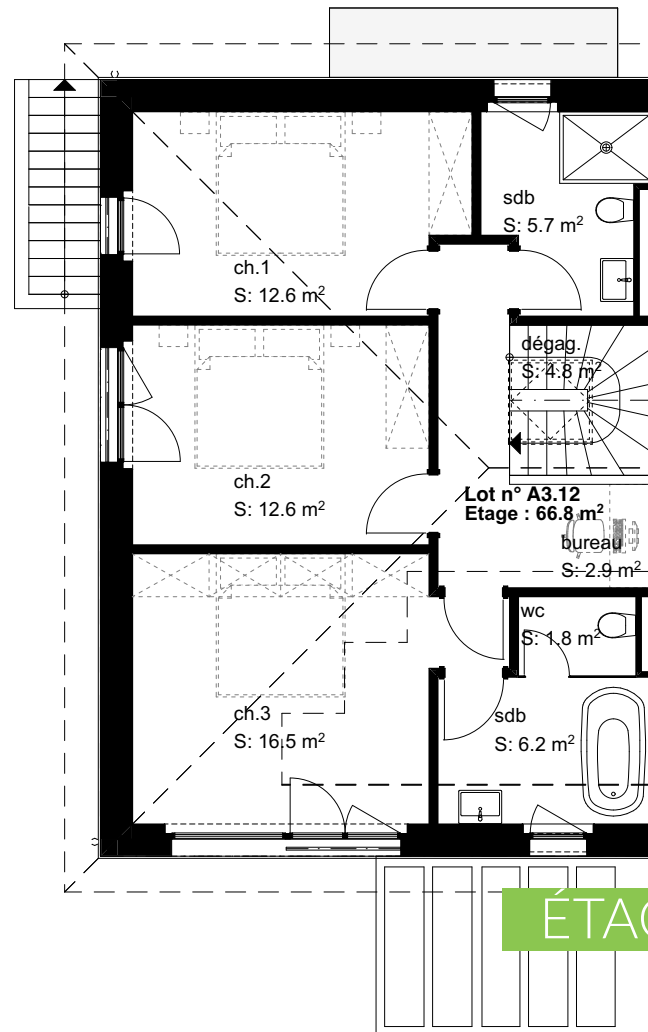 sdb
S: 5.7 m²
ch.1
S: 12.6 m²
dégag.
S: 4.8 m²
ch.2
S: 12.6 m²
Lot n° A3.12
Etage : 66.8 m²
bureau
S: 2.9 m²
wc
S: 1.8 m²
ch.3
S: 16.5 m²
sdb
S: 6.2 m²
ÉTAG